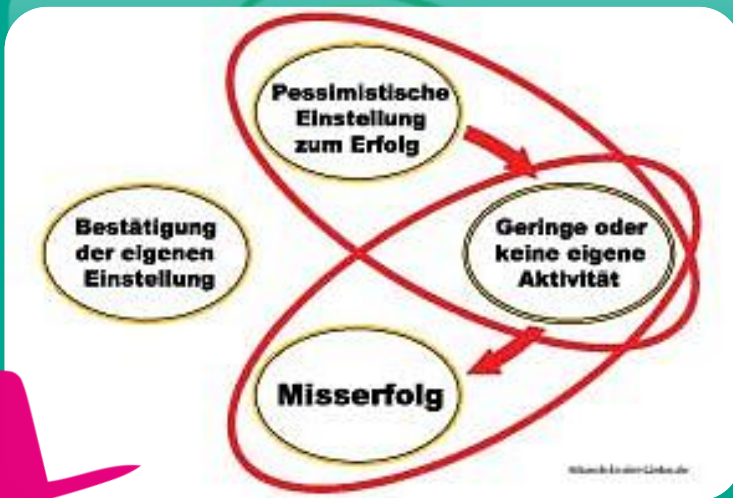 Pessimistische
Einstellung
zum Erfolg
Geringe oder
keine eigene
Aktivität
Misserfolg
Bestätigung
der eigenen
Einstellung